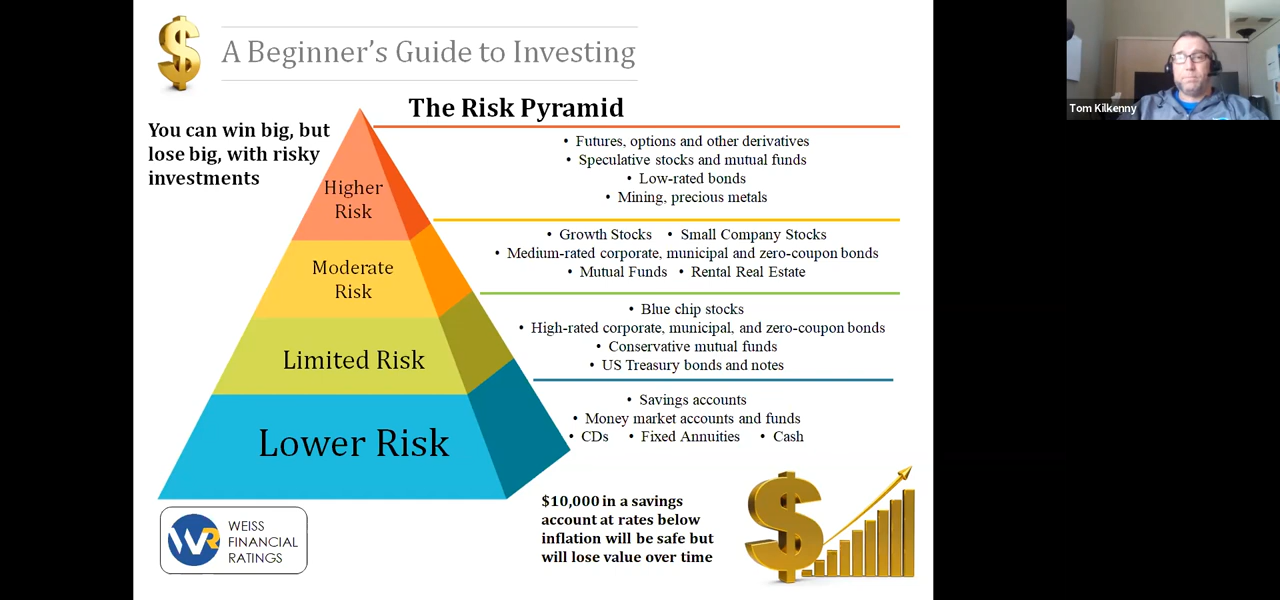 A Beginner's Guide to Investing
The Risk Pyramid
You can win big, but
lose big, with risky
investments
Higher
Risk
• Futures, options and other derivatives
• Speculative stocks and mutual funds
• Low-rated bonds
• Mining, precious metals
Moderate
Risk
• Growth Stocks • Small Company Stocks
• Medium-rated corporate, municipal and zero-coupon bonds
• Mutual Funds • Rental Real Estate
Limited Risk
• Blue chip stocks
• High-rated corporate, municipal, and zero-coupon bonds
• Conservative mutual funds
• US Treasury bonds and notes
Lower Risk
• Savings accounts
• Money market accounts and funds
• CDs • Fixed Annuities • Cash
$10,000 in a savings
account at rates below
inflation will be safe but
will lose value over time
WR
WEISS
FINANCIAL
RATINGS
Tom Kilkenny